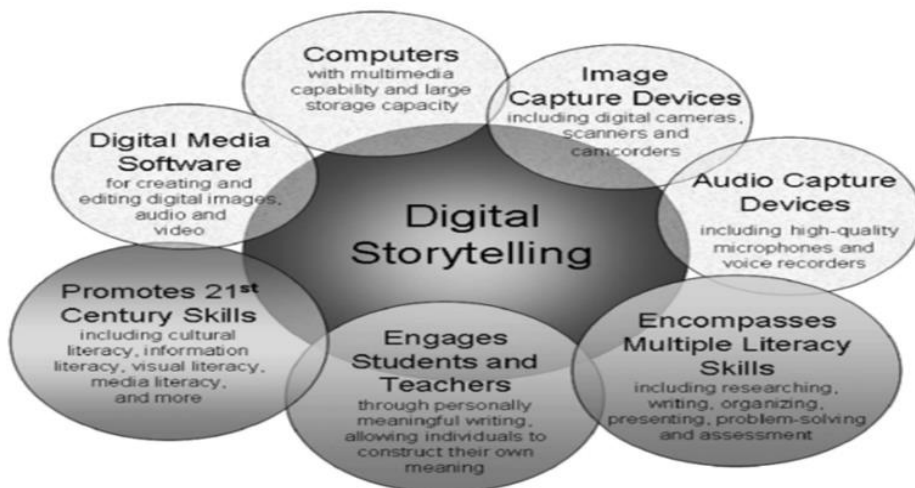 Computers
with multimedia
capability and large
storage capacity
Image
Capture Devices
including digital cameras,
scanners and
camcorders
Digital Media
Software
for creating and
editing digital images,
audio and
video
Audio Capture
Devices
including high-quality
microphones and
voice recorders
Digital
Storytelling
Promotes 21st
Century Skills
including cultural
literacy, information
literacy, visual literacy,
media literacy,
and more
Engages
Students and
Teachers
through personally
meaningful writing,
allowing individuals to
construct their own
meaning
Encompasses
Multiple Literacy
Skills
including researching,
writing, organizing,
presenting, problem-solving
and assessment